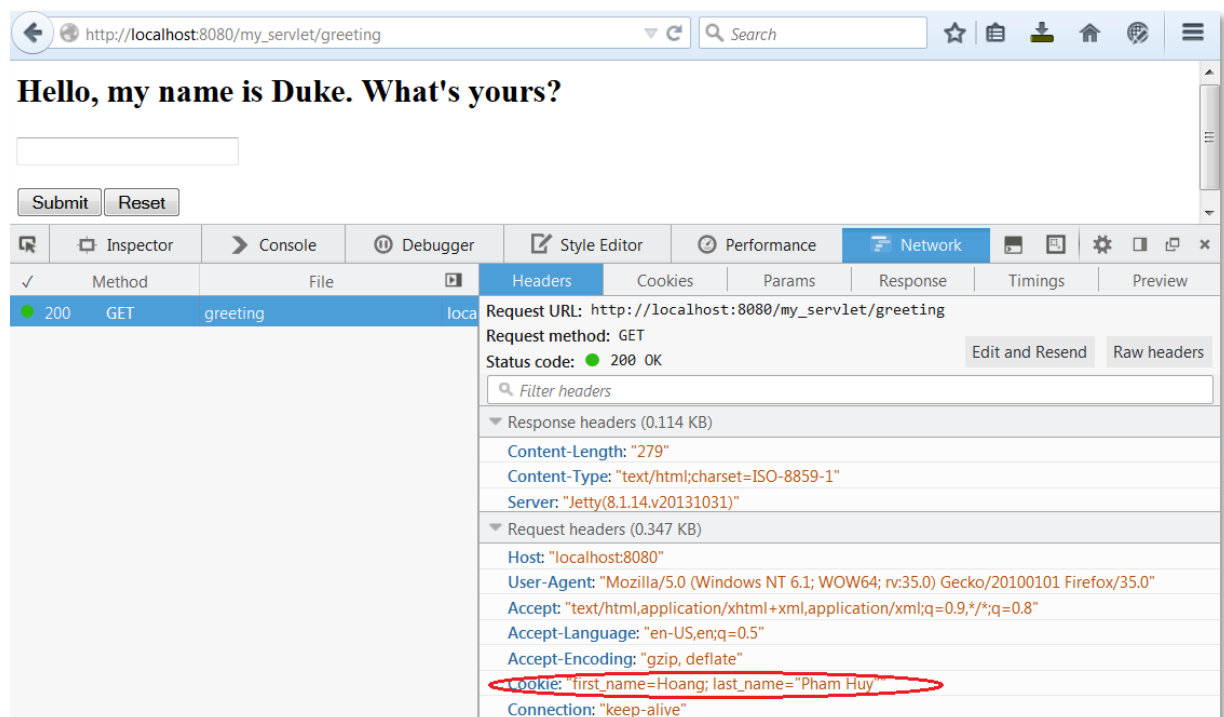 http://localhost:8080/my_servlet/greeting Search
Hello, my name is Duke. What's yours?
Submit Reset
Inspector Console Debugger Style Editor Performance Network
✓ Method File Headers Cookies Params Response Timings Preview
200 GET greeting loca
Request URL: http://localhost:8080/my_servlet/greeting
Request method: GET
Edit and Resend Raw headers
Status code: 200 OK
Filter headers
Response headers (0.114 KB)
Content-Length: "279"
Content-Type: "text/html;charset=ISO-8859-1"
Server: "Jetty(8.1.14.v20131031)"
Request headers (0.347 KB)
Host: "localhost:8080"
User-Agent: "Mozilla/5.0 (Windows NT 6.1; WOW64; rv:35.0) Gecko/20100101 Firefox/35.0"
Accept: "text/html,application/xhtml+xml,application/xml;q=0.9,*/*;q=0.8"
Accept-Language: "en-US,en;q=0.5"
Accept-Encoding: "gzip, deflate"
Cookie: "first_name=Hoang; last_name="Pham Huy""
Connection: "keep-alive"